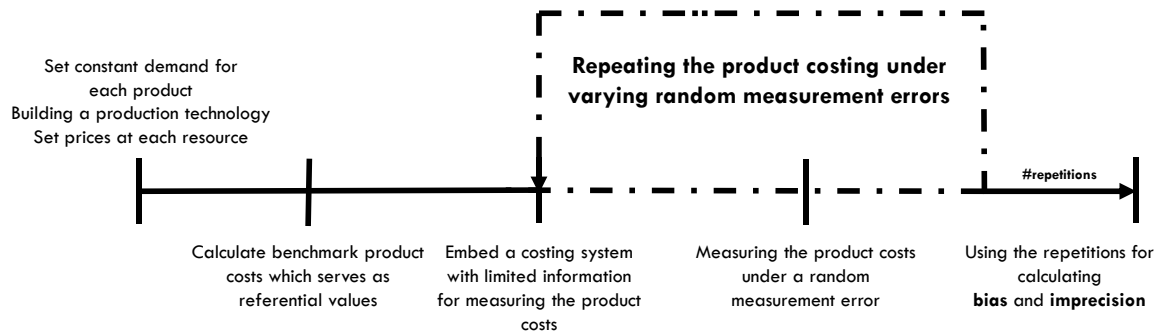 Set constant demand for
each product
Building a production technology
Set prices at each resource
Repeating the product costing under
varying random measurement errors
#repetitions
Calculate benchmark product
costs which serves as
referential values
Embed a costing system
with limited information
for measuring the product
costs
Measuring the product costs
under a random
measurement error
Using the repetitions for
calculating
bias and imprecision